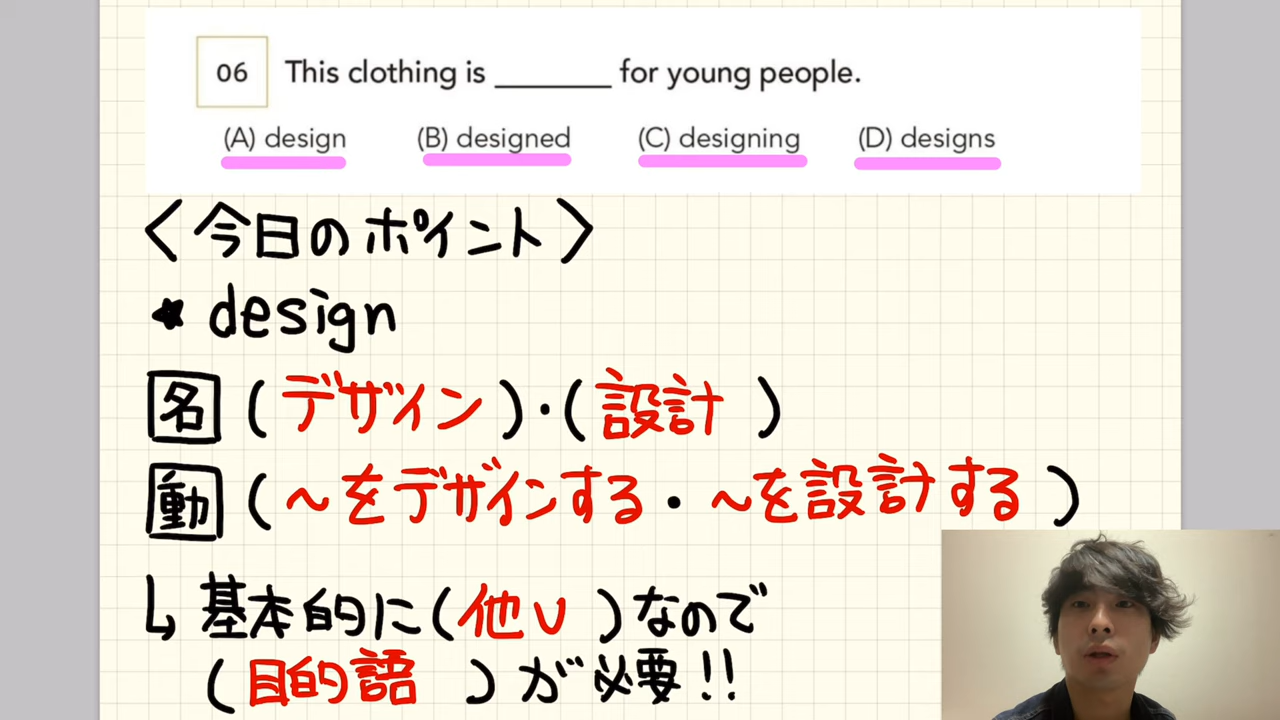 06 This clothing is ________ for young people.
(A) design (B) designed (C) designing (D) designs
〈今日のポイント〉
★ design
名 (デザイン)・(設計)
動 (～をデザインする・～を設計する)
↳ 基本的に(他V)なので
(目的語)が必要!!